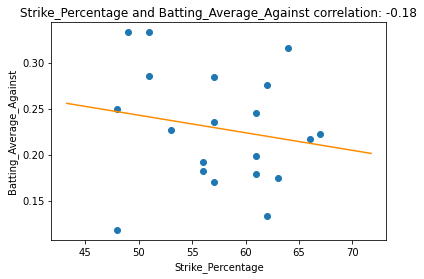 Strike_Percentage and Batting_Average_Against correlation: -0.18
Batting_Average_Against
0.30
0.25
0.20
0.15
45 50 55 60 65 70
Strike_Percentage